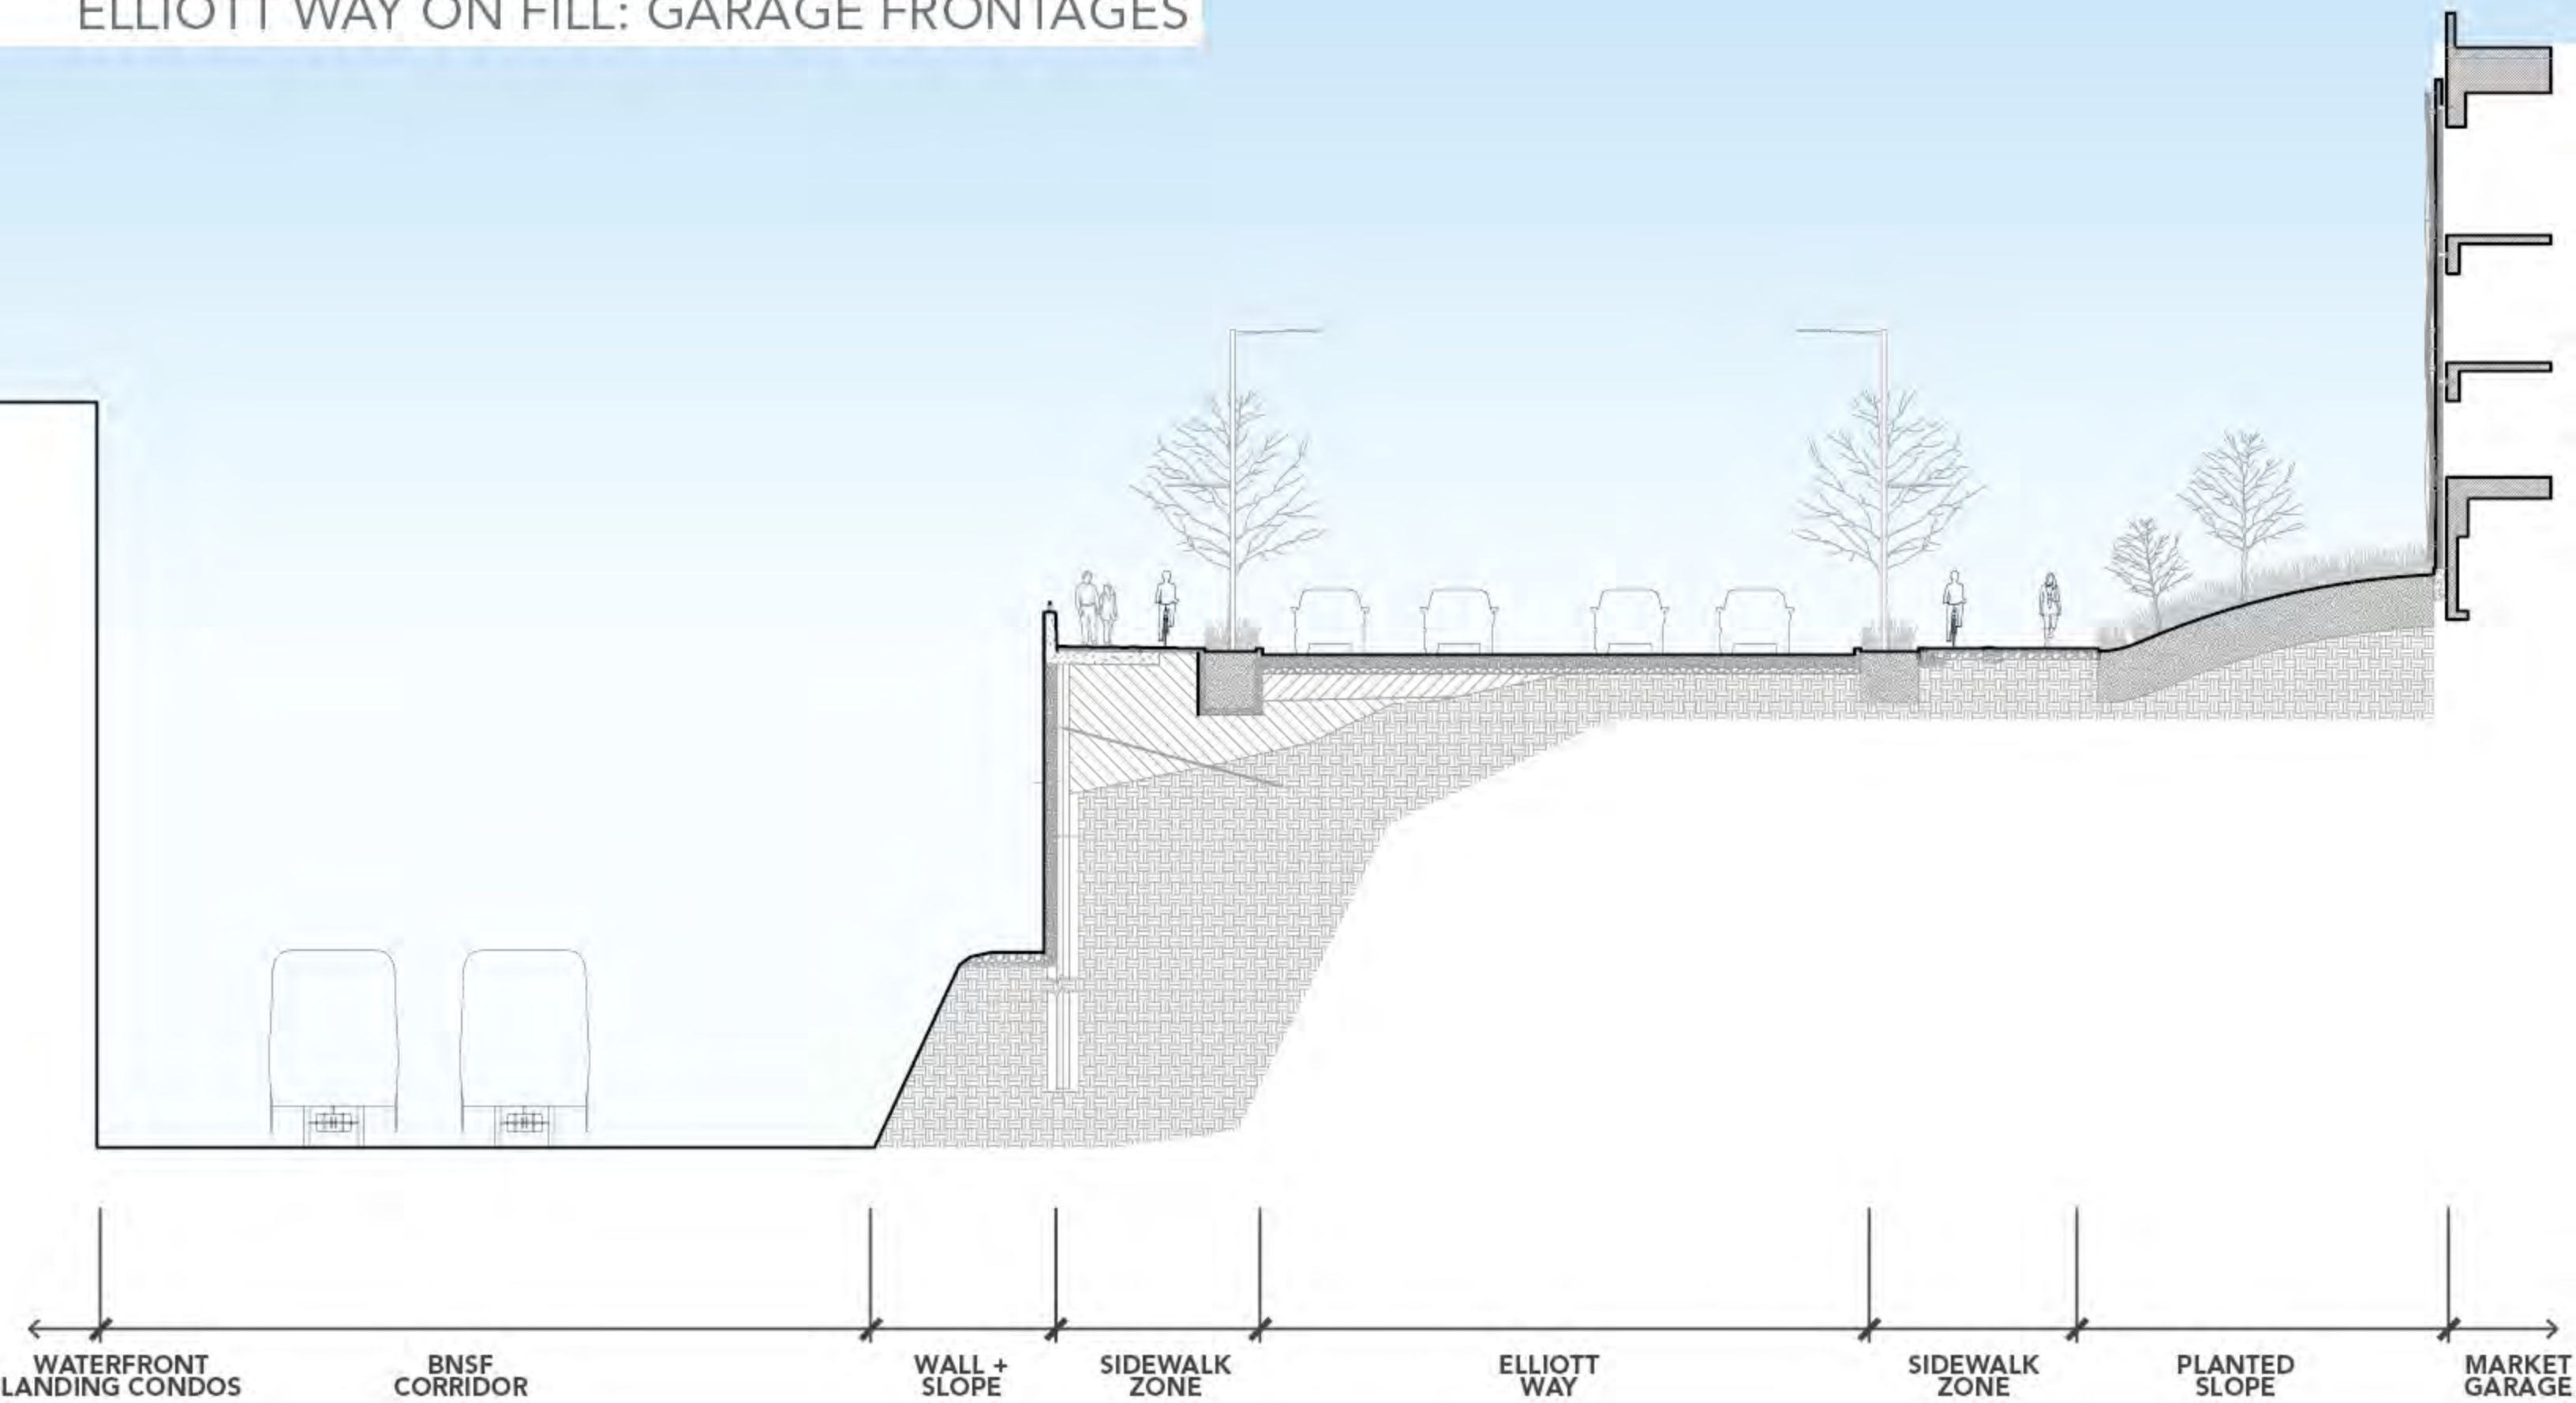 ELLIOTT WAY ON FILL: GARAGE FRONTAGES
WATERFRONT
LANDING CONDOS
BNSF
CORRIDOR
WALL +
SLOPE
SIDEWALK
ZONE
ELLIOTT
WAY
SIDEWALK
ZONE
PLANTED
SLOPE
MARKET
GARAGE